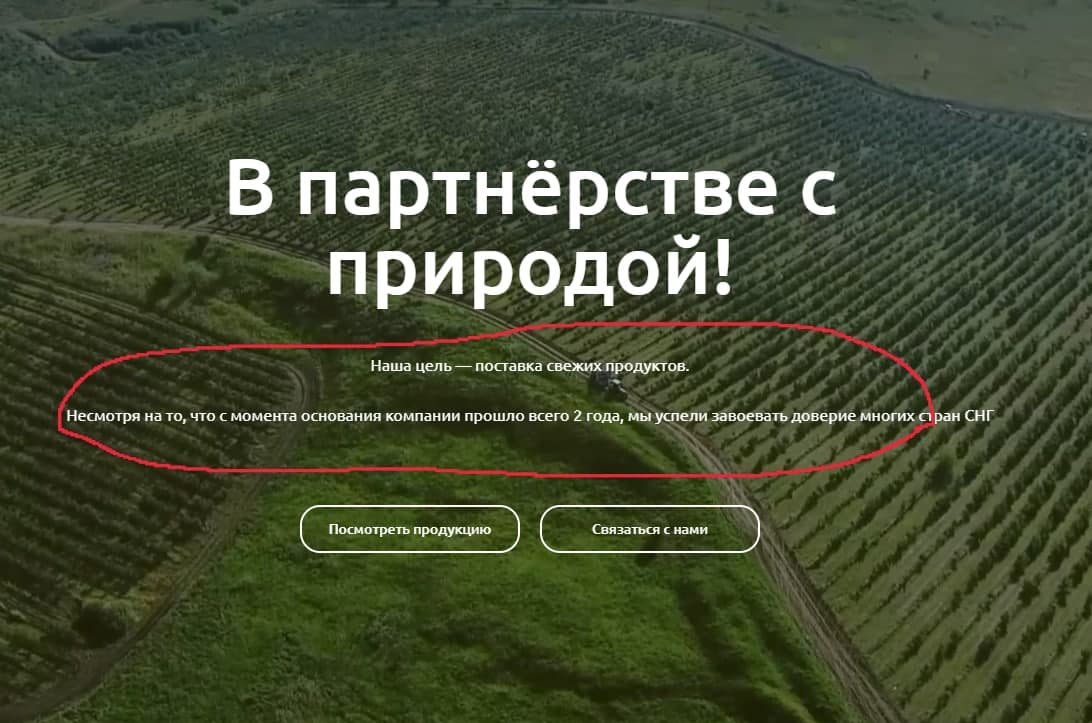 В партнёрстве с
природой!
Наша цель — поставка свежих продуктов.
Несмотря на то, что с момента основания компании прошло всего 2 года, мы успели завоевать доверие многих стран СНГ
Посмотреть продукцию
Связаться с нами